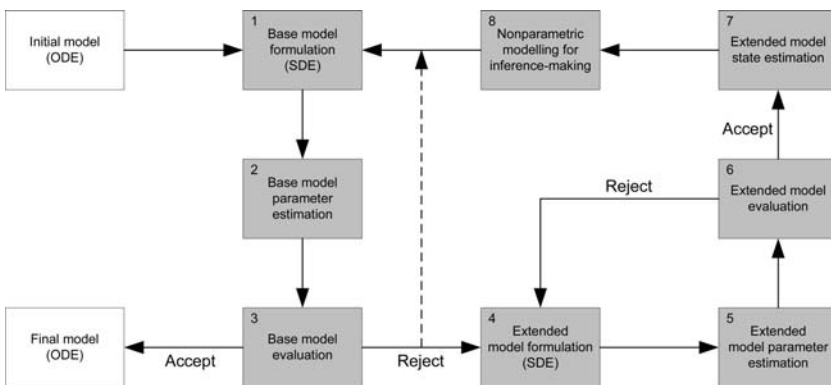 Initial model
(ODE)
1
Base model
formulation
(SDE)
8
Nonparametric
modelling for
inference-making
7
Extended model
state estimation
Accept
2
Base model
parameter
estimation
Reject
6
Extended model
evaluation
Final model
(ODE)
Accept
3
Base model
evaluation
Reject
4
Extended
model formulation
(SDE)
5
Extended
model parameter
estimation